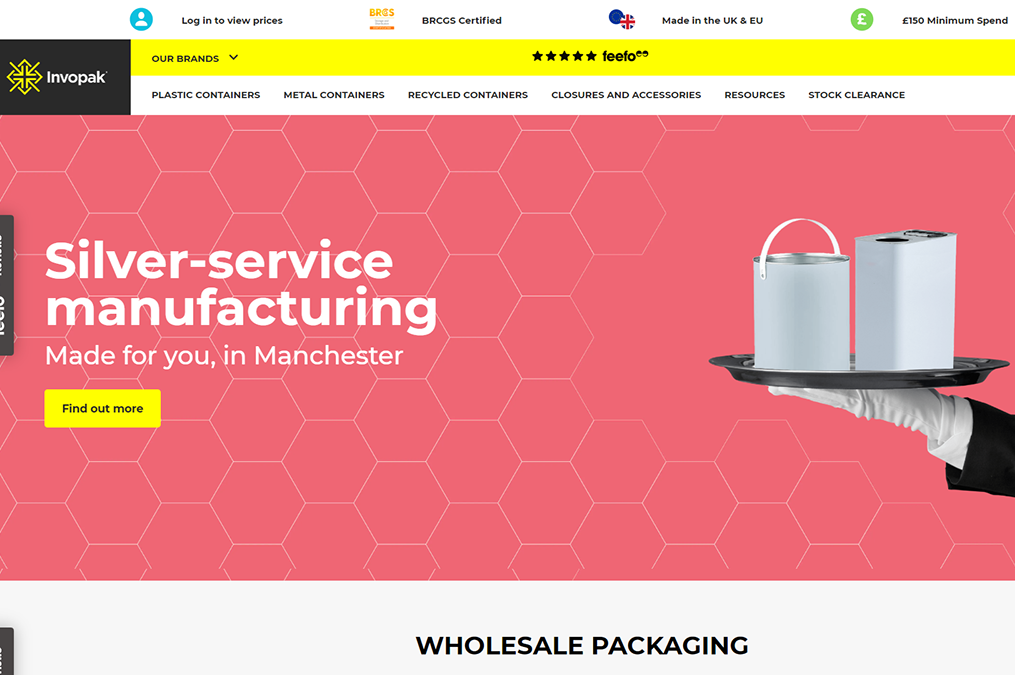 Log in to view prices
BRCGS
BRCGS Certified
Made in the UK & EU
£
£150 Minimum Spend
Invopak
OUR BRANDS
feefo
PLASTIC CONTAINERS
METAL CONTAINERS
RECYCLED CONTAINERS
CLOSURES AND ACCESSORIES
RESOURCES
STOCK CLEARANCE
Silver-service
manufacturing
Made for you, in Manchester
Find out more
WHOLESALE PACKAGING